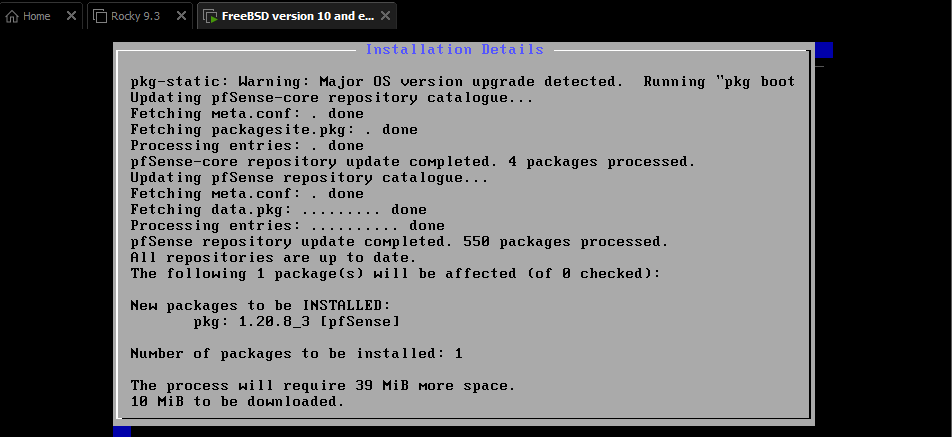 Home
Rocky 9.3
FreeBSD version 10 and e...
Installation Details
pkg-static: Warning: Major OS version upgrade detected.  Running "pkg boot
Updating pfSense-core repository catalogue...
Fetching meta.conf: . done
Fetching packagesite.pkg: . done
Processing entries: . done
pfSense-core repository update completed. 4 packages processed.
Updating pfSense repository catalogue...
Fetching meta.conf: . done
Fetching data.pkg: ......... done
Processing entries: .......... done
pfSense repository update completed. 550 packages processed.
All repositories are up to date.
The following 1 package(s) will be affected (of 0 checked):
New packages to be INSTALLED:
pkg: 1.20.8_3 [pfSense]
Number of packages to be installed: 1
The process will require 39 MiB more space.
10 MiB to be downloaded.